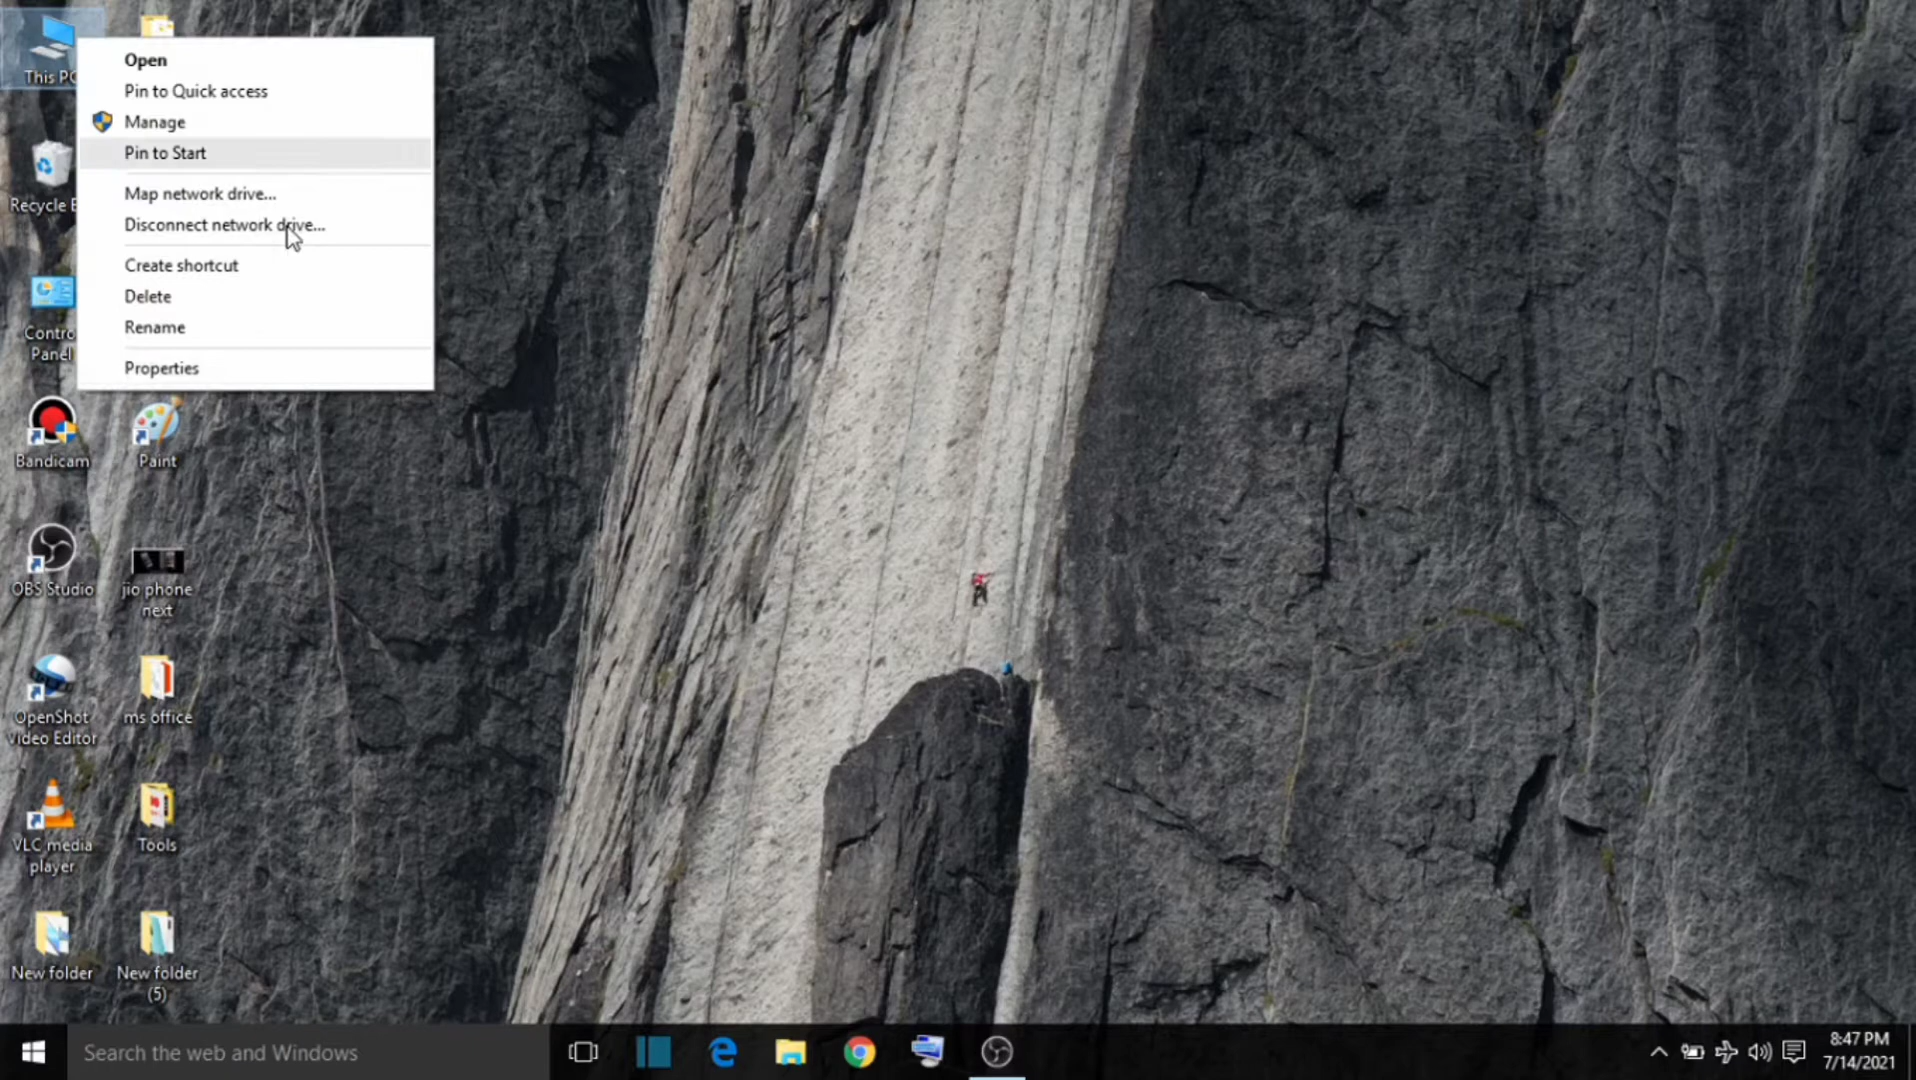 This PC
Open
Pin to Quick access
Manage
Pin to Start
Map network drive...
Disconnect network drive...
Create shortcut
Delete
Rename
Properties
Recycle
Panel
Bandicam
Paint
OBS Studio
jio phone
next
OpenShot
Video Editor
ms office
VLC media
player
Tools
New folder
New folder
(5)
Search the web and Windows
8:47 PM
7/14/2021